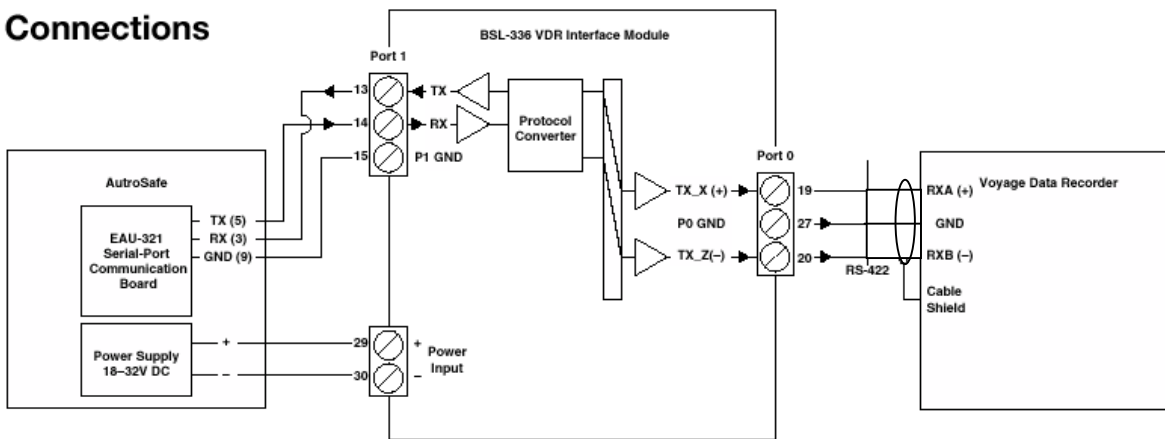 Connections
BSL-336 VDR Interface Module
Port 1
13
TX
14
RX
15
P1 GND
Protocol
Converter
Port 0
TX_X (+)
19
P0 GND
27
TX_Z(–)
20
RS-422
Voyage Data Recorder
RXA (+)
GND
RXB (–)
Cable
Shield
AutroSafe
EAU-321
Serial-Port
Communication
Board
TX (5)
RX (3)
GND (9)
Power Supply
18–32V DC
+
–
29
+
30
–
Power
Input